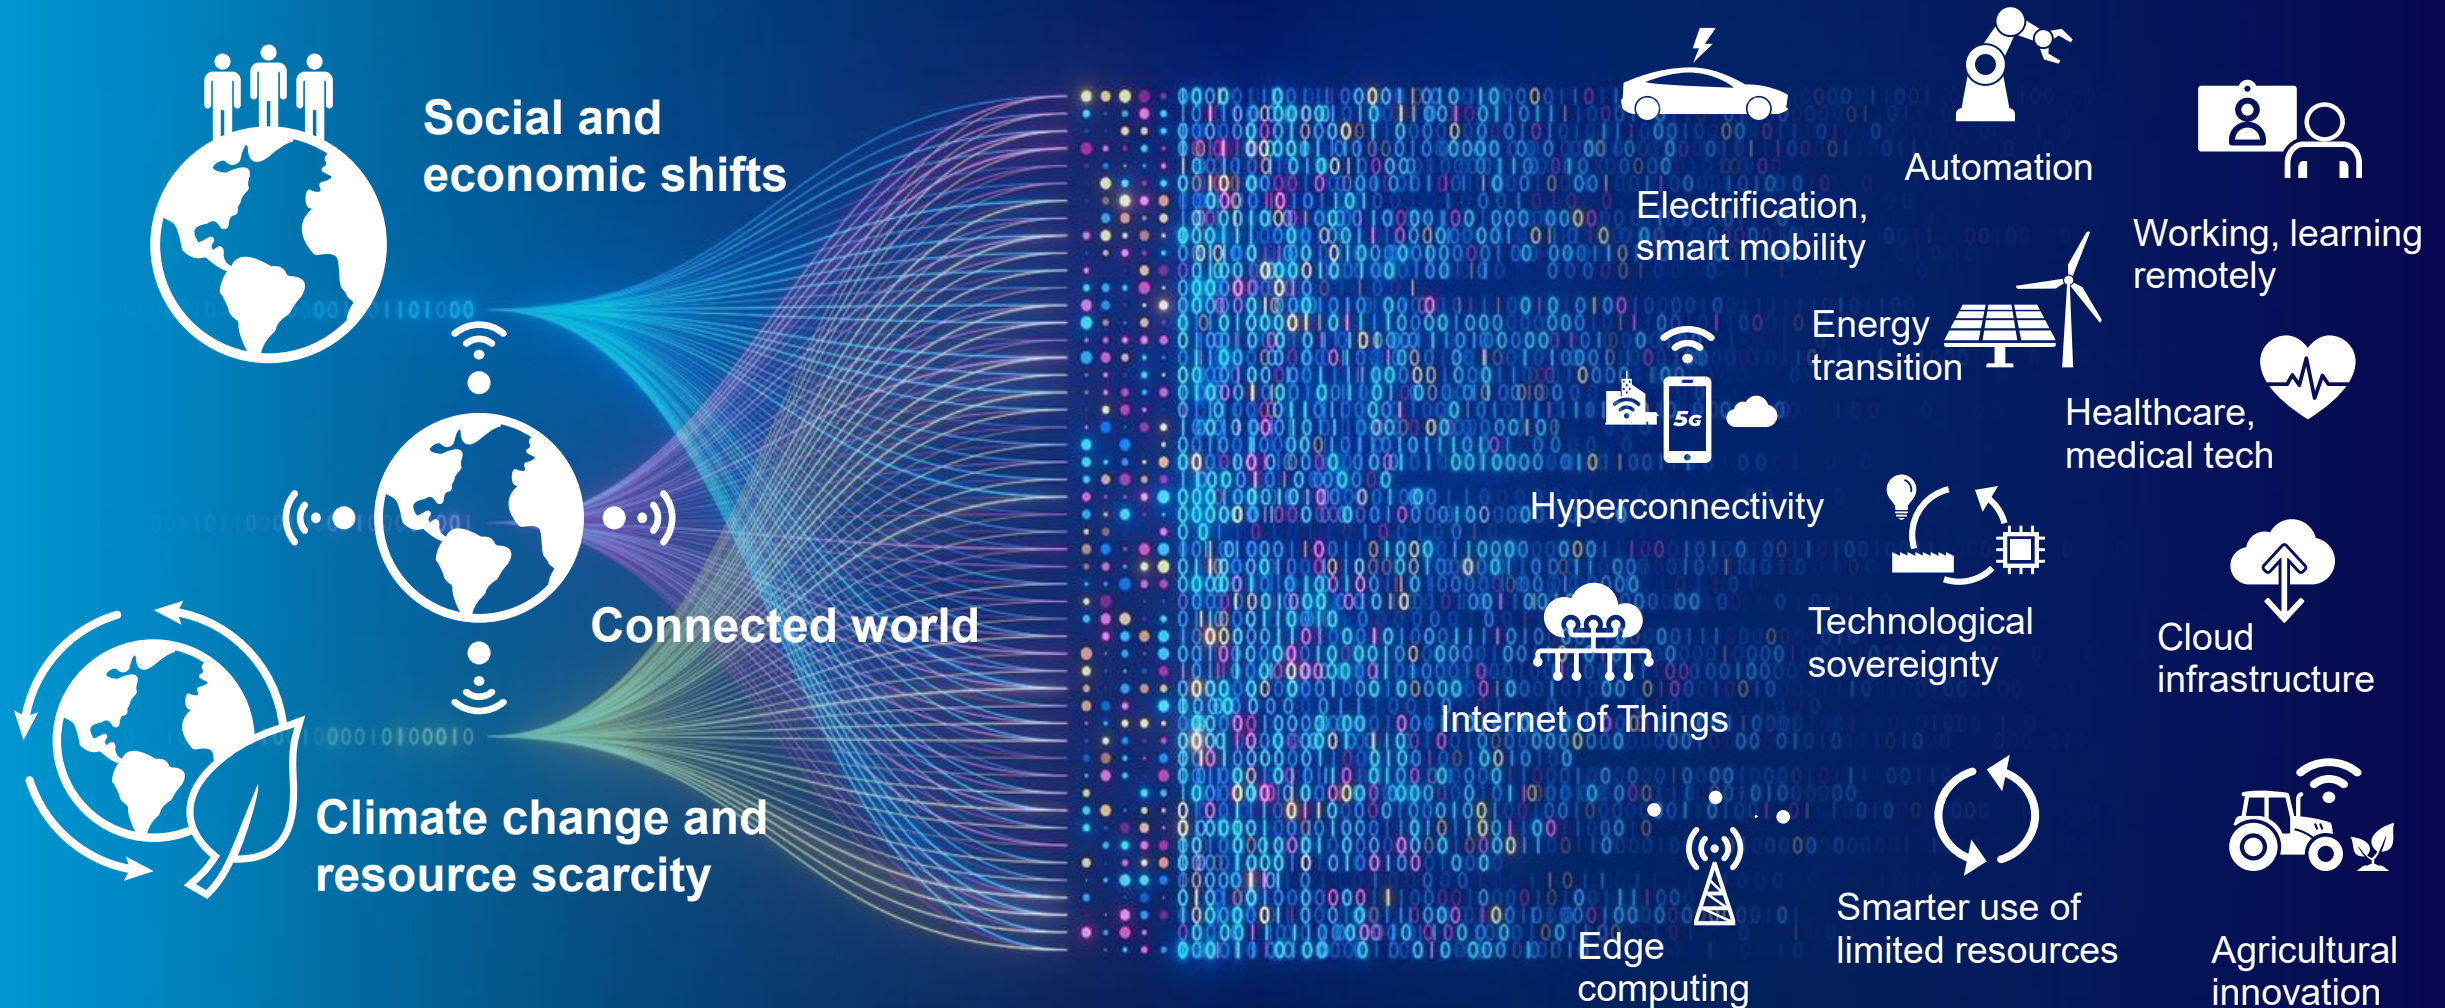 Social and
economic shifts
Connected world
Climate change and
resource scarcity
Electrification,
smart mobility
Automation
Working, learning
remotely
Energy
transition
5G
Hyperconnectivity
Healthcare,
medical tech
Technological
sovereignty
Cloud
infrastructure
Internet of Things
Edge
computing
Smarter use of
limited resources
Agricultural
innovation